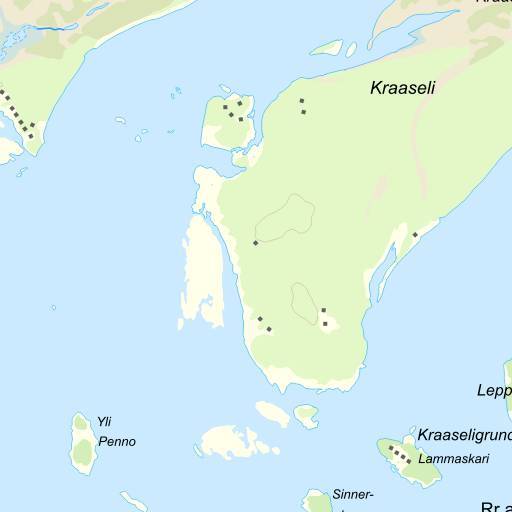 Kraaseli
Yli
Penno
Lepp
Kraaseligrund
Lammaskari
Sinner-